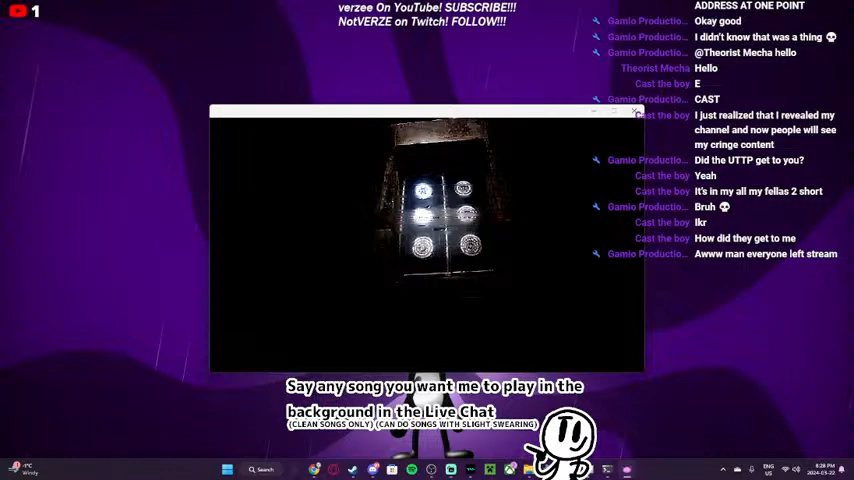 1
verzee On YouTube! SUBSCRIBE!!!
NotVERZE on Twitch! FOLLOW!!!
ADDRESS AT ONE POINT
Gamio Productio... Okay good
Gamio Productio... I didn't know that was a thing 💀
Gamio Productio... @Theorist Mecha hello
Theorist Mecha Hello
Cast the boy E
Gamio Productio... CAST
Cast the boy I just realized that I revealed my
channel and now people will see
my cringe content
Gamio Productio... Did the UTTP get to you?
Cast the boy Yeah
Cast the boy It's in my all my fellas 2 short
Gamio Productio... Bruh 💀
Cast the boy Ikr
Cast the boy How did they get to me
Gamio Productio... Awww man everyone left stream
Say any song you want me to play in the
background in the Live Chat
(CLEAN SONGS ONLY) (CAN DO SONGS WITH SLIGHT SWEARING)
-1°C
Windy
Search
ENG
US
8:28 PM
2024-03-22